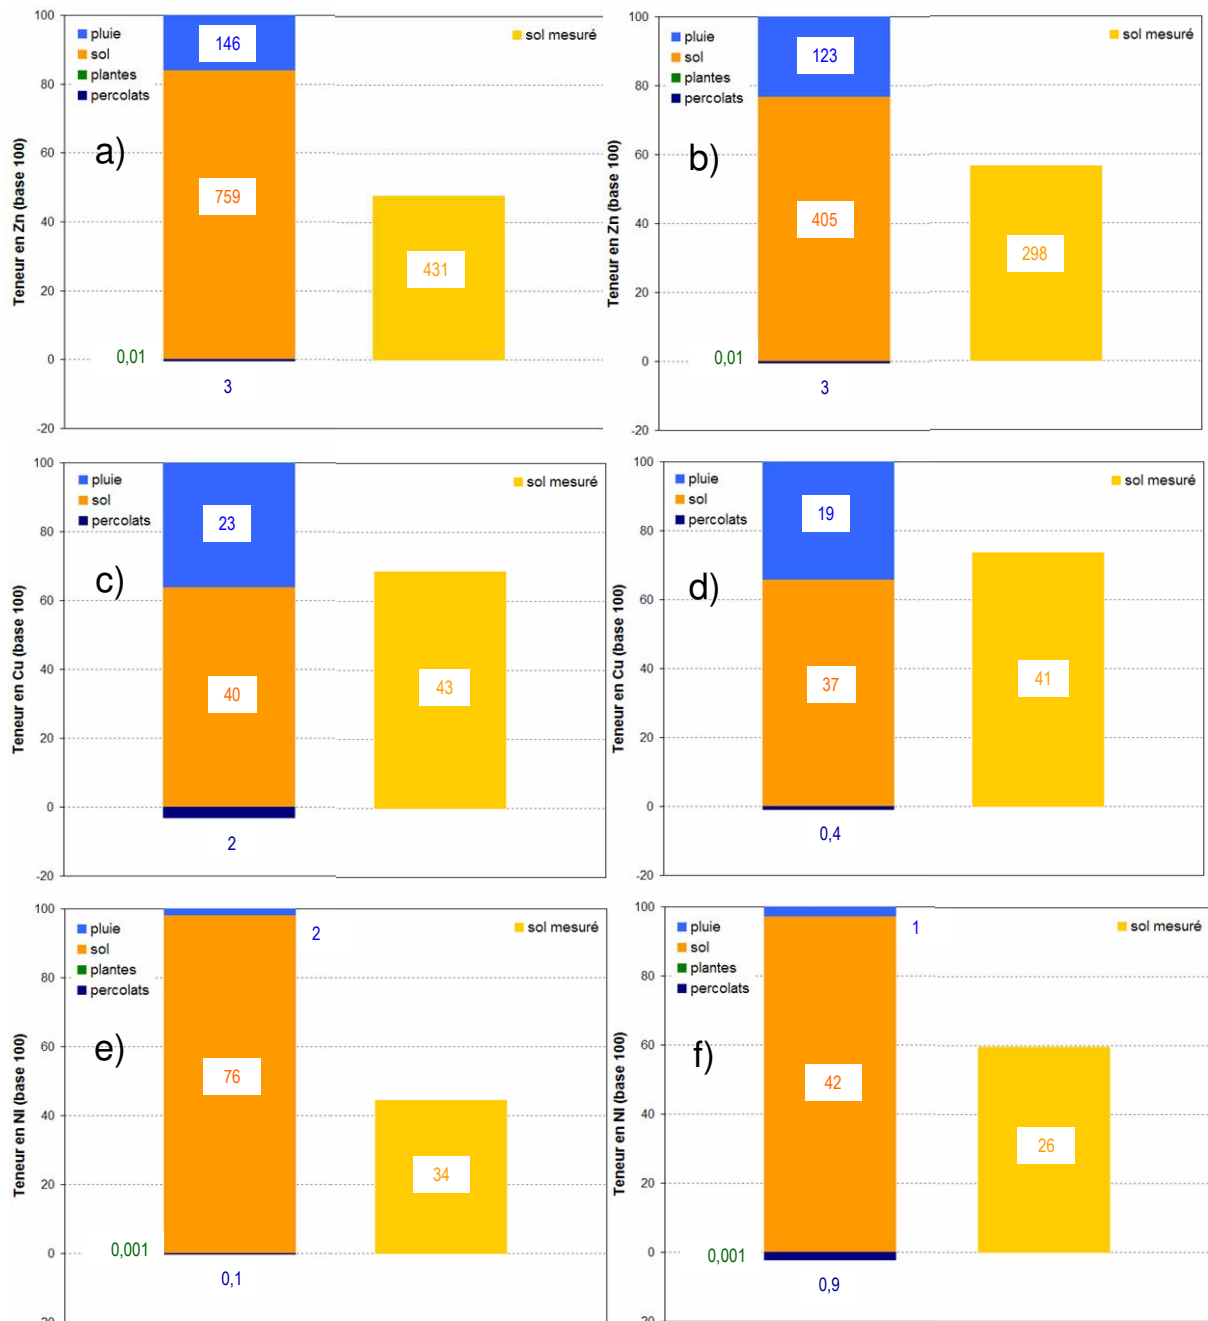 Teneur en Zn (base 100)
100
80
60
40
20
0
-20
pluie
sol
plantes
percolats
sol mesuré
a)
146
759
431
0,01
3
Teneur en Zn (base 100)
100
80
60
40
20
0
-20
pluie
sol
plantes
percolats
sol mesuré
b)
123
405
298
0,01
3
Teneur en Cu (base 100)
100
80
60
40
20
0
-20
pluie
sol
percolats
sol mesuré
c)
23
40
43
2
Teneur en Cu (base 100)
100
80
60
40
20
0
-20
pluie
sol
percolats
sol mesuré
d)
19
37
41
0,4
Teneur en NI (base 100)
100
80
60
40
20
0
-20
pluie
sol
plantes
percolats
sol mesuré
e)
2
76
34
0,001
0,1
Teneur en NI (base 100)
100
80
60
40
20
0
-20
pluie
sol
plantes
percolats
sol mesuré
f)
1
42
26
0,001
0,9